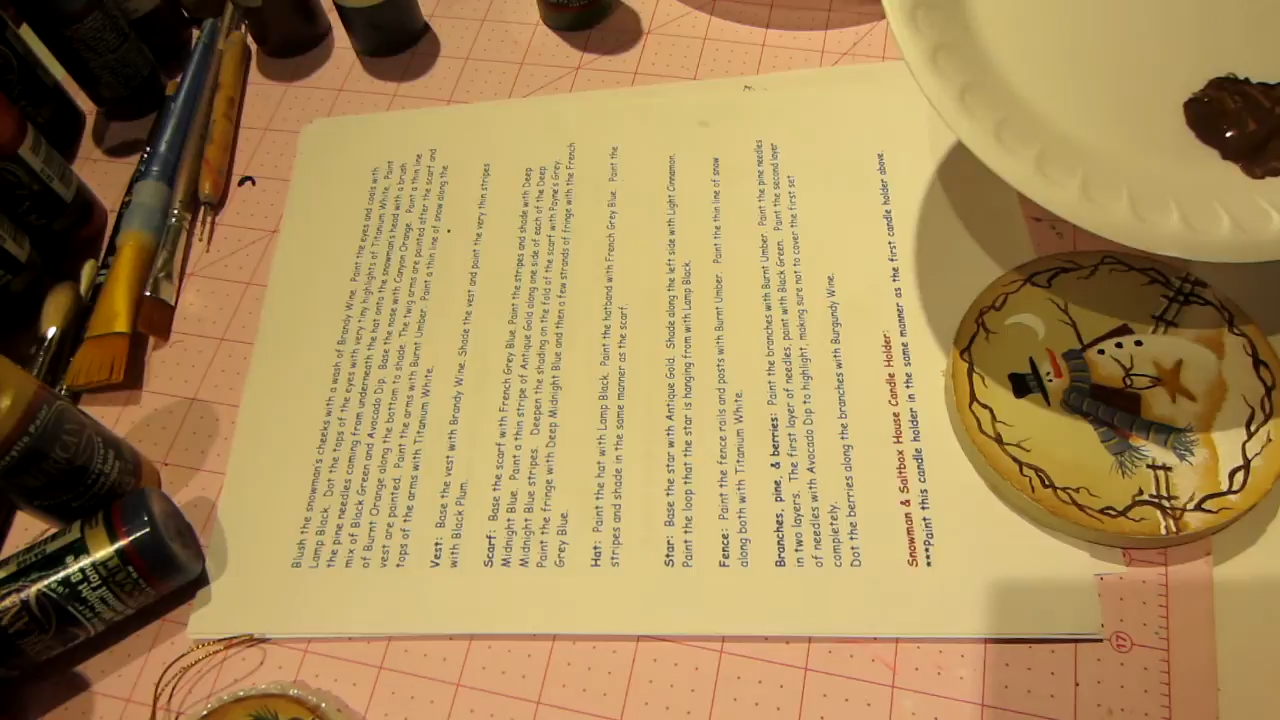 Blush the snowman's cheeks with a wash of Brandy Wine. Paint the eyes and coals with
Lamp Black. Dot the tops of the eyes with very tiny highlights of Titanium White. Paint
the pine needles coming from underneath the hat onto the snowman's head with a brush
mix of Black Green and Avocado Dip. Base the nose with Canyon Orange. Paint a thin line
of Burnt Orange along the bottom to shade. The twig arms are painted after the scarf and
vest are painted. Paint the arms with Burnt Umber. Paint a thin line of snow along the
tops of the arms with Titanium White.
Vest: Base the vest with Brandy Wine. Shade the vest and paint the very thin stripes
with Black Plum.
Scarf: Base the scarf with French Grey Blue. Paint the stripes and shade with Deep
Midnight Blue. Paint a thin stripe of Antique Gold along one side of each of the Deep
Midnight Blue stripes. Deepen the shading on the fold of the scarf with Payne's Grey.
Paint the fringe with Deep Midnight Blue and then a few strands of fringe with the French
Grey Blue.
Hat: Paint the hat with Lamp Black. Paint the hatband with French Grey Blue. Paint the
stripes and shade in the same manner as the scarf.
Star: Base the star with Antique Gold. Shade along the left side with Light Cinnamon.
Paint the loop that the star is hanging from with Lamp Black.
Fence: Paint the fence rails and posts with Burnt Umber. Paint the thin line of snow
along both with Titanium White.
Branches, pine, & berries: Paint the branches with Burnt Umber. Paint the pine needles
in two layers. The first layer of needles, paint with Black Green. Paint the second layer
of needles with Avocado Dip to highlight, making sure not to cover the first set
completely.
Dot the berries along the branches with Burgundy Wine.
Snowman & Saltbox House Candle Holder:
***Paint this candle holder in the same manner as the first candle holder above.
17